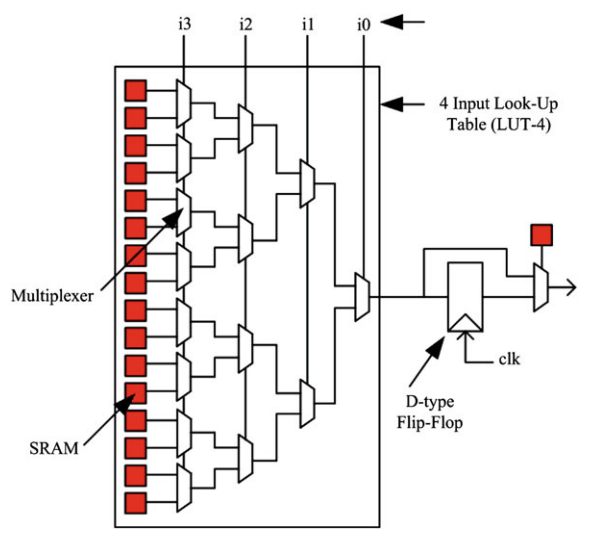 i3 i2 i1 i0
4 Input Look-Up
Table (LUT-4)
Multiplexer
clk
D-type
Flip-Flop
SRAM